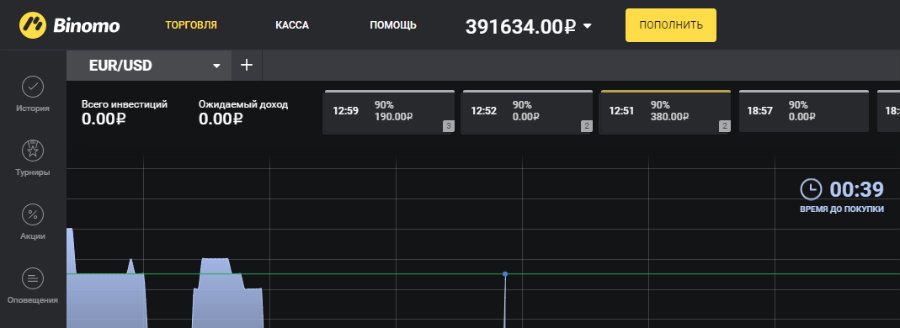 Binomo ТОРГОВЛЯ КАССА ПОМОЩЬ 391634.00₽ ПОПОЛНИТЬ
EUR/USD +
История
Турниры
Акции
Оповещения
Всего инвестиций
0.00₽
Ожидаемый доход
0.00₽
12:59 90%
190.00₽
3
12:52 90%
0.00₽
2
12:51 90%
380.00₽
2
18:57 90%
0.00₽
18:
00:39
ВРЕМЯ ДО ПОКУПКИ